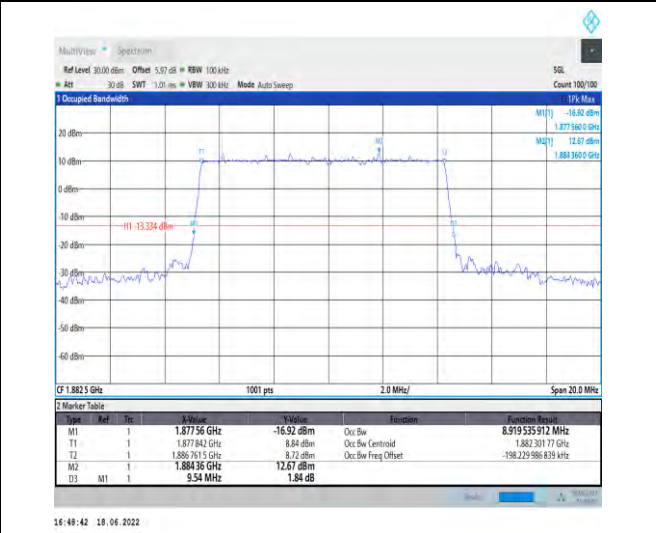 MultiView Spectrum
Ref Level 30.00 dBm Offset 5.97 dB RBW 100 kHz SGL
Att 30 dB SWT 1.01 ms VBW 300 kHz Mode Auto Sweep Count 100/100
1 Occupied Bandwidth 1Pk Max
M1[1] -16.92 dBm
1.877 560 0 GHz
M2[1] 12.67 dBm
1.884 360 0 GHz
20 dBm
M2
T1
10 dBm
0 dBm
-10 dBm
H1 -13.334 dBm M1
-20 dBm
-30 dBm
-40 dBm
-50 dBm
-60 dBm
CF 1.882 5 GHz 1001 pts 2.0 MHz/ Span 20.0 MHz
2 Marker Table
Type Ref Trc X-Value Y-Value Function Function Result
M1 1 1.877 56 GHz -16.92 dBm Occ Bw 8.919 535 912 MHz
T1 1 1.877 842 GHz 8.84 dBm Occ Bw Centroid 1.882 301 77 GHz
T2 1 1.886 761 5 GHz 8.72 dBm Occ Bw Freq Offset -198.229 986 839 kHz
M2 1 1.884 36 GHz 12.67 dBm
D3 M1 1 9.54 MHz 1.84 dB
16:48:42 18.06.2022